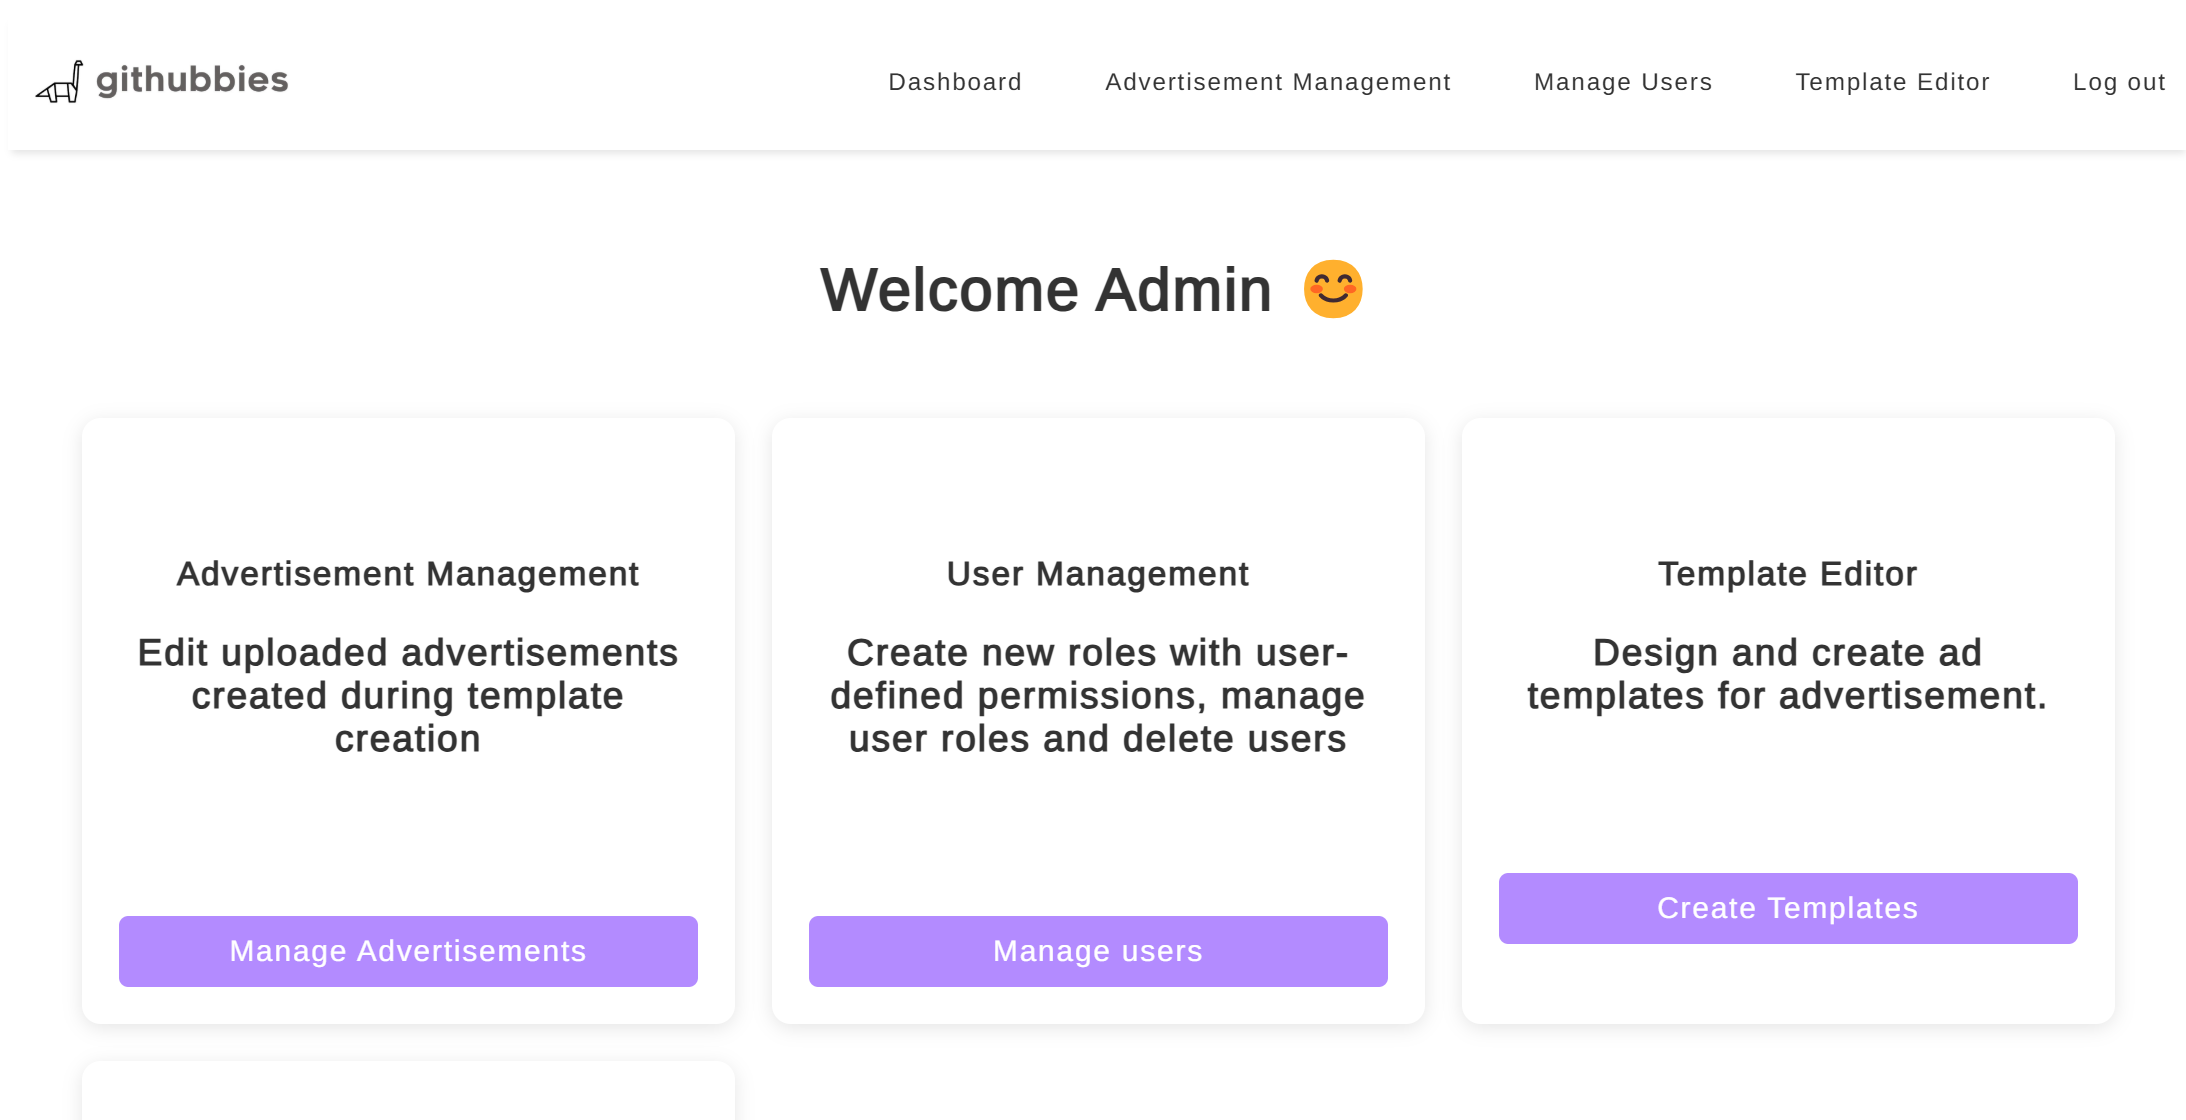 githubbies
Dashboard
Advertisement Management
Manage Users
Template Editor
Log out
Welcome Admin 😊
Advertisement Management
Edit uploaded advertisements
created during template
creation
Manage Advertisements
User Management
Create new roles with user-
defined permissions, manage
user roles and delete users
Manage users
Template Editor
Design and create ad
templates for advertisement.
Create Templates